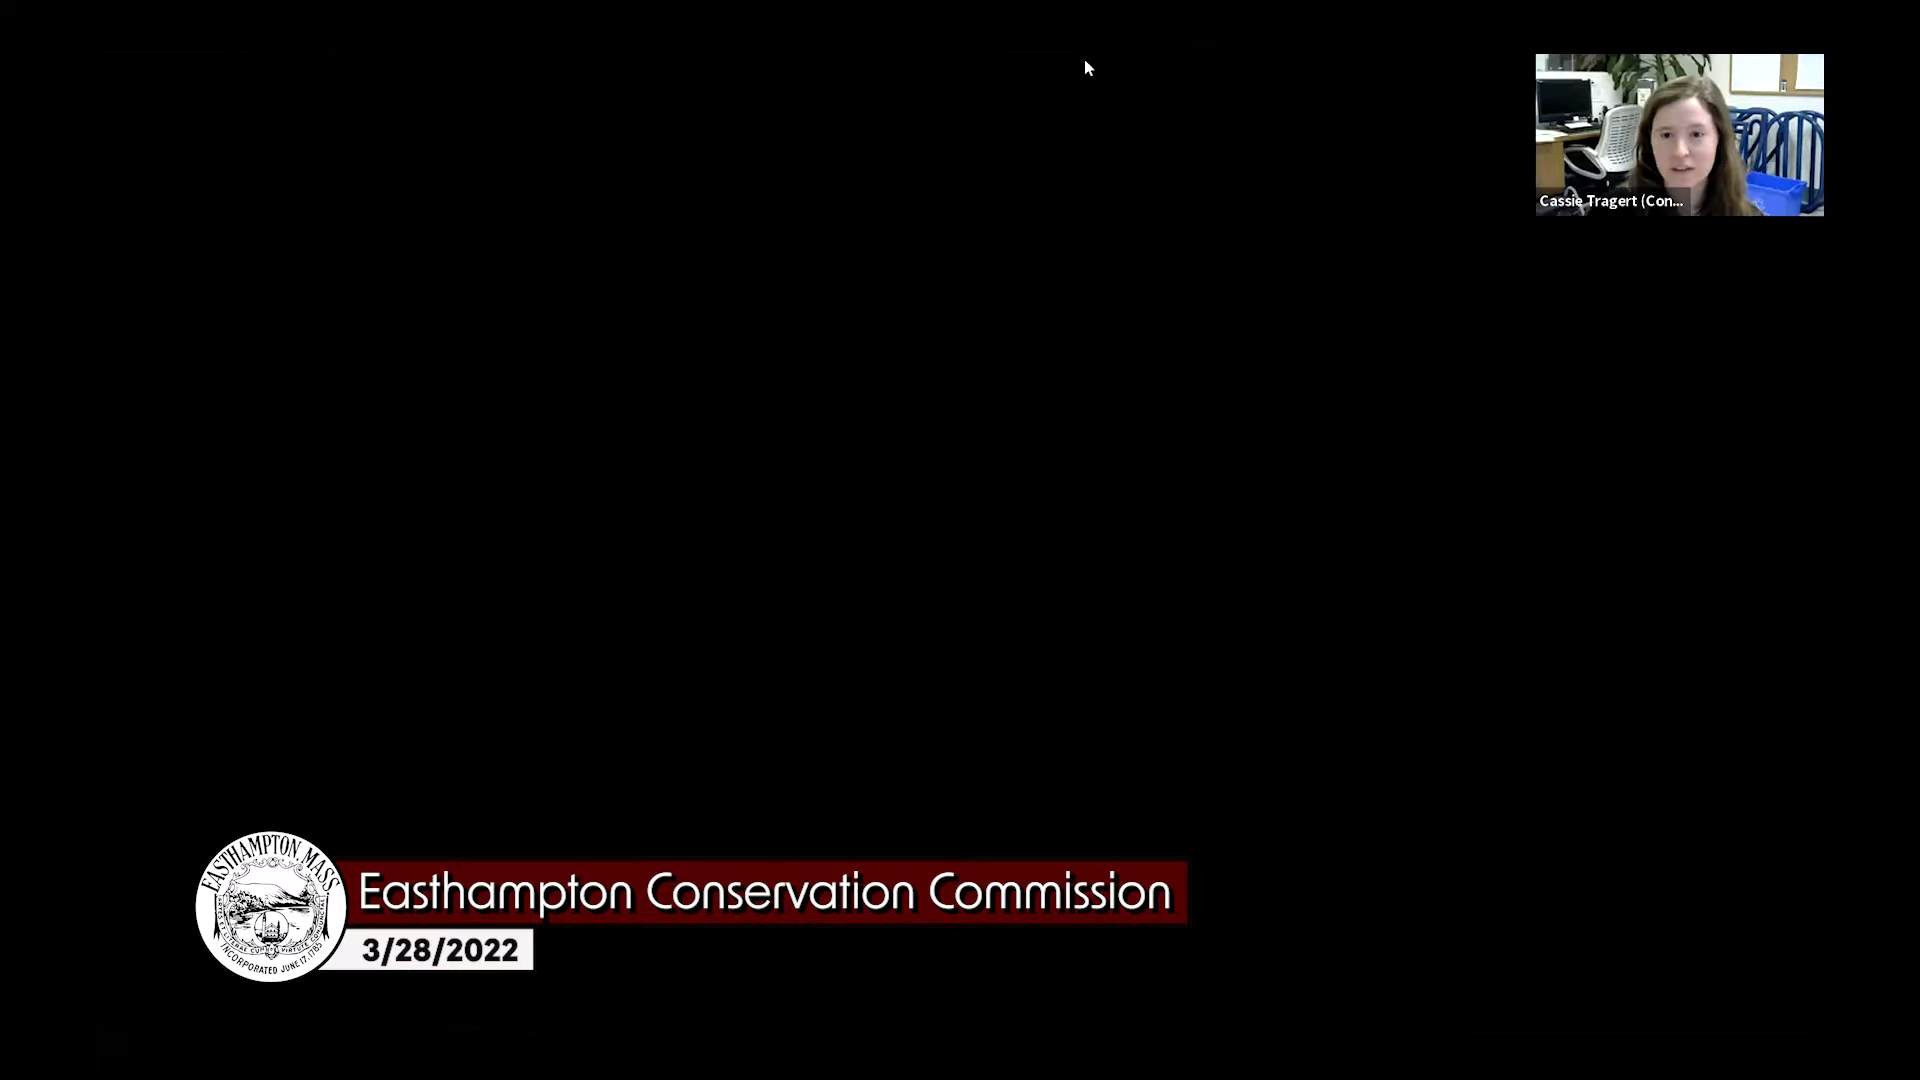 Cassie Tragert (Con...
EASTHAMPTON MASS.
Easthampton Conservation Commission
INCORPORATED JUNE 17, 1785
3/28/2022